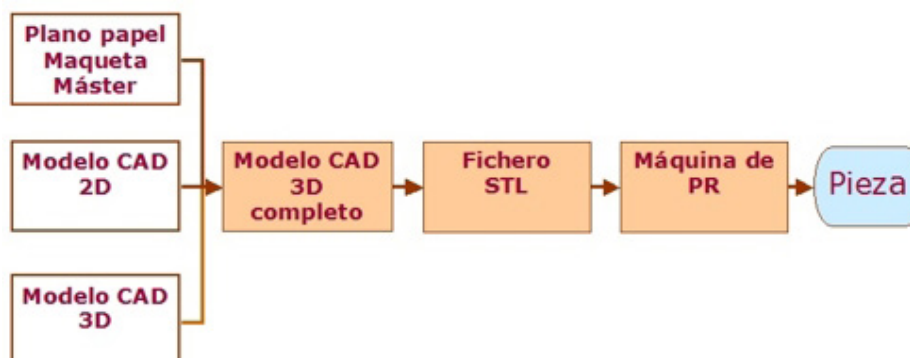 Plano papel
Maqueta
Máster
Modelo CAD
2D
Modelo CAD
3D
Modelo CAD
3D
completo
Fichero
STL
Máquina de
PR
Pieza